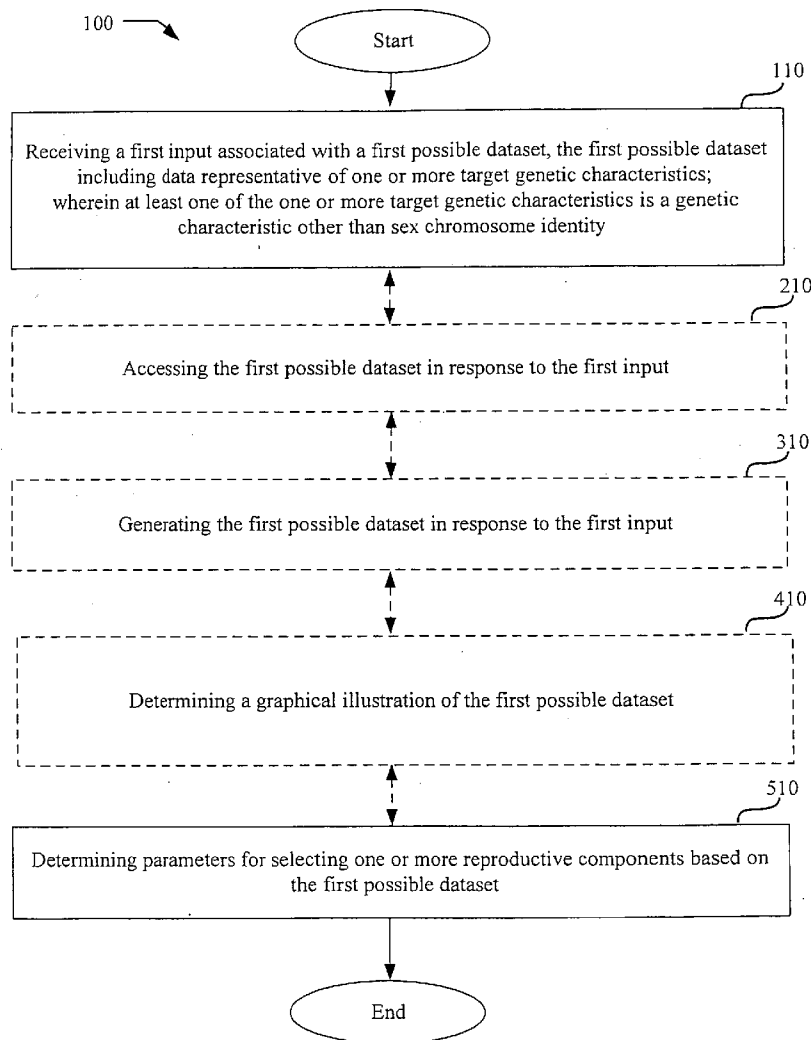 100
Start
110
Receiving a first input associated with a first possible dataset, the first possible dataset
including data representative of one or more target genetic characteristics;
wherein at least one of the one or more target genetic characteristics is a genetic
characteristic other than sex chromosome identity
210
Accessing the first possible dataset in response to the first input
310
Generating the first possible dataset in response to the first input
410
Determining a graphical illustration of the first possible dataset
510
Determining parameters for selecting one or more reproductive components based on
the first possible dataset
End